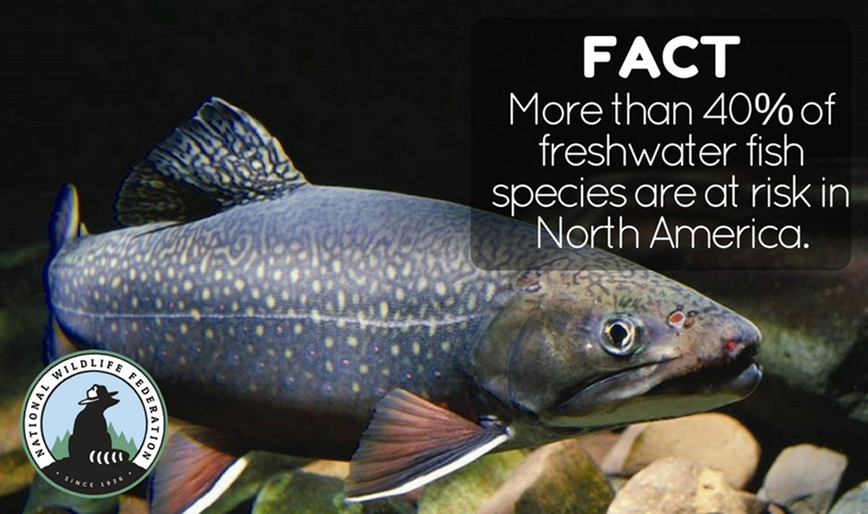 FACT
More than 40% of
freshwater fish
species are at risk in
North America.
NATIONAL WILDLIFE FEDERATION
· SINCE 1936 ·